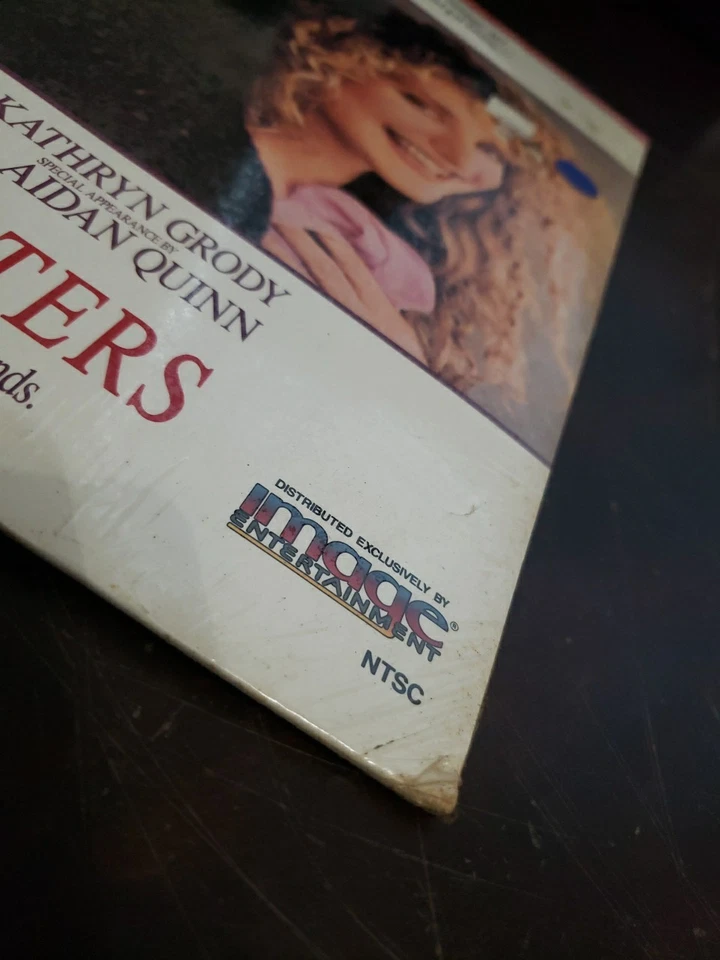 KATHRYN GRODY
SPECIAL APPEARANCE BY
AIDAN QUINN
TERS
nds.
DISTRIBUTED EXCLUSIVELY BY
image®
ENTERTAINMENT
NTSC